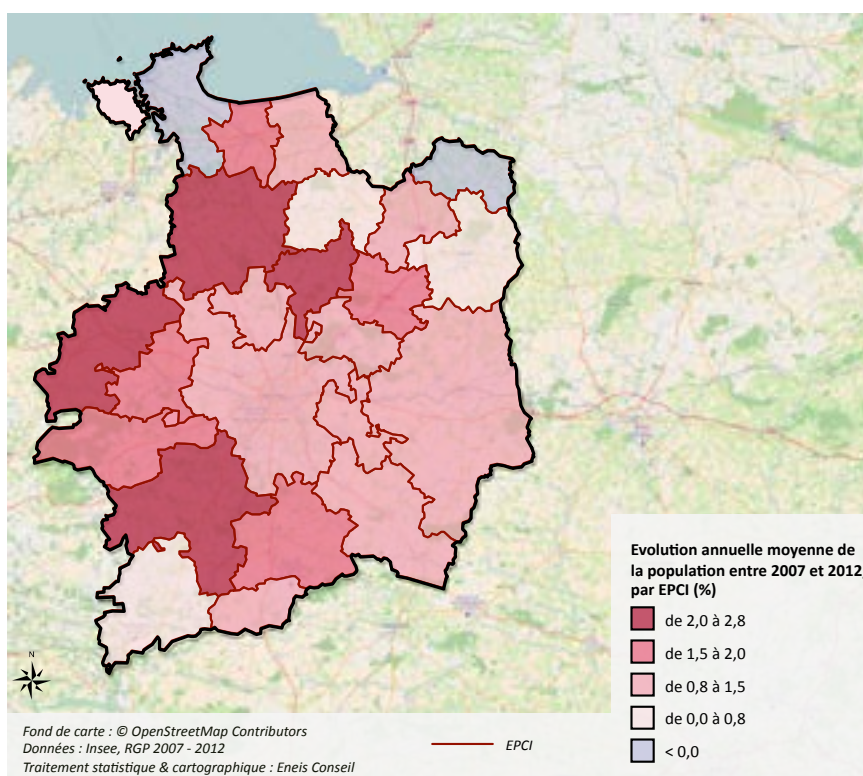 Evolution annuelle moyenne de
la population entre 2007 et 2012
par EPCI (%)
de 2,0 à 2,8
de 1,5 à 2,0
de 0,8 à 1,5
de 0,0 à 0,8
< 0,0
N
Fond de carte : © OpenStreetMap Contributors
Données : Insee, RGP 2007 - 2012
Traitement statistique & cartographique : Eneis Conseil
EPCI